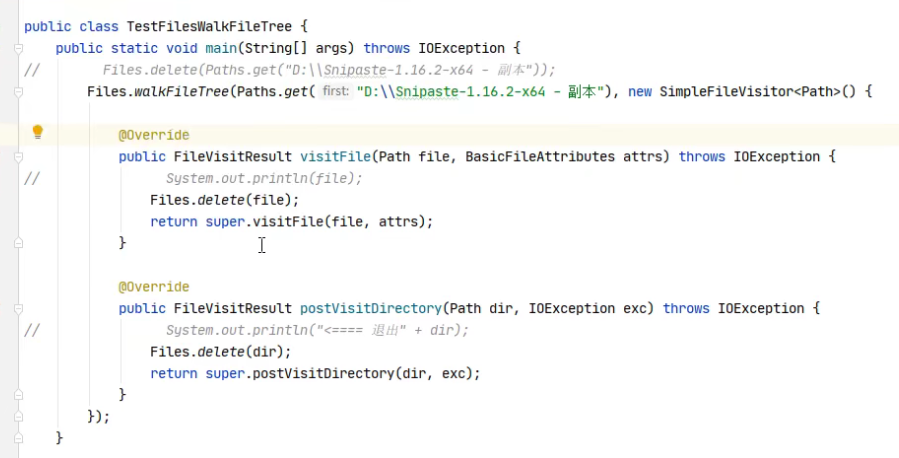 public class TestFilesWalkFileTree {
    public static void main(String[] args) throws IOException {
//        Files.delete(Paths.get("D:\\Snipaste-1.16.2-x64 - 副本"));
        Files.walkFileTree(Paths.get( first: "D:\\Snipaste-1.16.2-x64 - 副本"), new SimpleFileVisitor<Path>() {
            @Override
            public FileVisitResult visitFile(Path file, BasicFileAttributes attrs) throws IOException {
//                System.out.println(file);
                Files.delete(file);
                return super.visitFile(file, attrs);
            }
            @Override
            public FileVisitResult postVisitDirectory(Path dir, IOException exc) throws IOException {
//                System.out.println("<==== 退出" + dir);
                Files.delete(dir);
                return super.postVisitDirectory(dir, exc);
            }
        });
    }